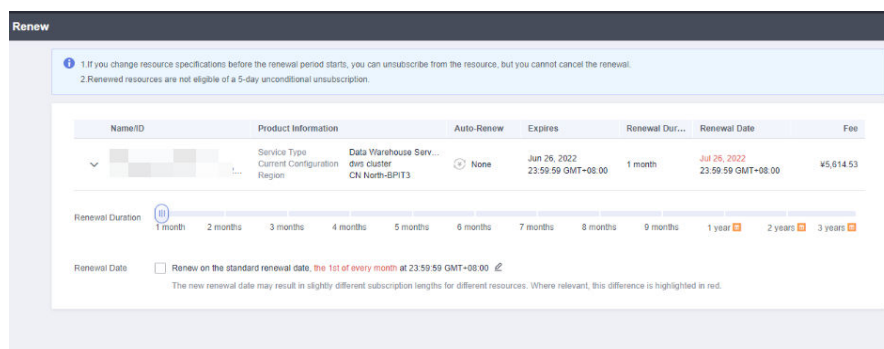 Renew
1.If you change resource specifications before the renewal period starts, you can unsubscribe from the resource, but you cannot cancel the renewal.
2.Renewed resources are not eligible of a 5-day unconditional unsubscription.
Name/ID Product Information Auto-Renew Expires Renewal Dur... Renewal Date Fee
Service Type Data Warehouse Serv...
Current Configuration dws cluster
Region CN North-BPIT3
None
Jun 26, 2022
23:59:59 GMT+08:00
1 month
Jul 26, 2022
23:59:59 GMT+08:00
¥5,614.53
Renewal Duration
1 month 2 months 3 months 4 months 5 months 6 months 7 months 8 months 9 months 1 year 2 years 3 years
Renewal Date Renew on the standard renewal date, the 1st of every month at 23:59:59 GMT+08:00
The new renewal date may result in slightly different subscription lengths for different resources. Where relevant, this difference is highlighted in red.